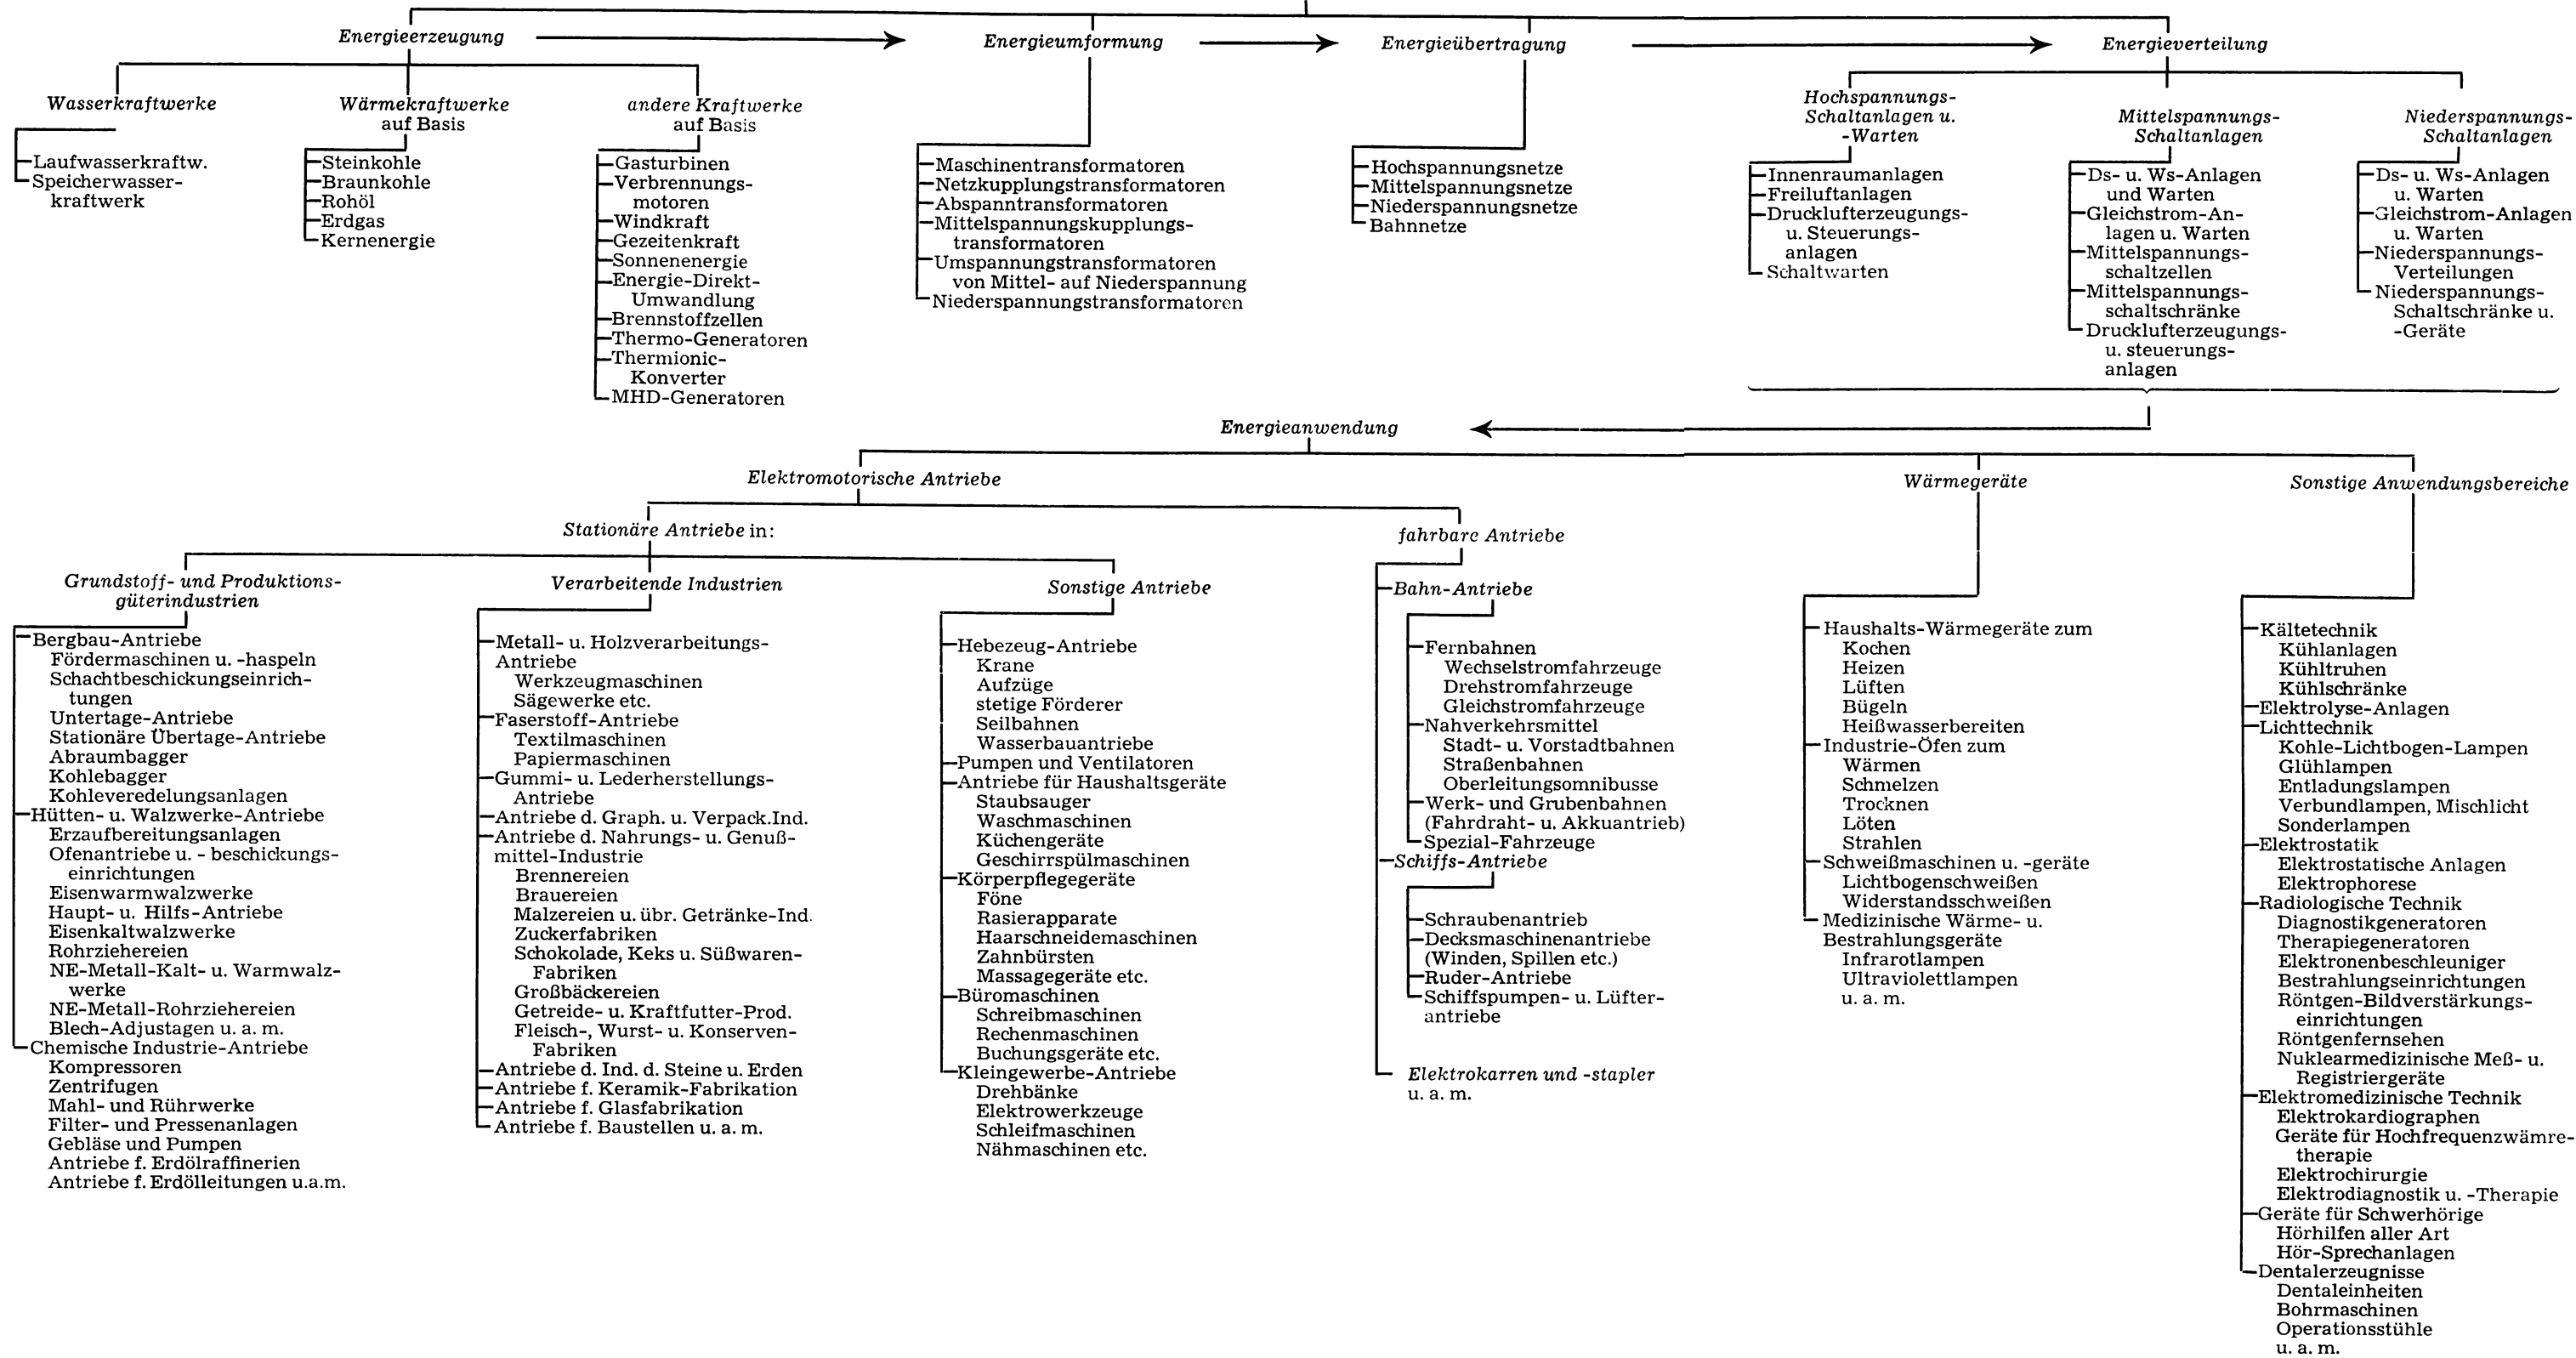 Energieerzeugung
Energieumformung
Energieübertragung
Energieverteilung
Wasserkraftwerke
Laufwasserkraftw.
Speicherwasser-
kraftwerk
Wärmekraftwerke
auf Basis
Steinkohle
Braunkohle
Rohöl
Erdgas
Kernenergie
andere Kraftwerke
auf Basis
Gasturbinen
Verbrennungs-
motoren
Windkraft
Gezeitenkraft
Sonnenenergie
Energie-Direkt-
Umwandlung
Brennstoffzellen
Thermo-Generatoren
Thermionic-
Konverter
MHD-Generatoren
Maschinentransformatoren
Netzkupplungstransformatoren
Abspanntransformatoren
Mittelspannungskupplungs-
transformatoren
Umspannungstransformatoren
von Mittel- auf Niederspannung
Niederspannungstransformatoren
Hochspannungsnetze
Mittelspannungsnetze
Niederspannungsnetze
Bahnnetze
Hochspannungs-
Schaltanlagen u.
-Warten
Innenraumanlagen
Freiluftanlagen
Drucklufterzeugungs-
u. Steuerungs-
anlagen
Schaltwarten
Mittelspannungs-
Schaltanlagen
Ds- u. Ws-Anlagen
und Warten
Gleichstrom-An-
lagen u. Warten
Mittelspannungs-
schaltzellen
Mittelspannungs-
schaltschränke
Drucklufterzeugungs-
u. steuerungs-
anlagen
Niederspannungs-
Schaltanlagen
Ds- u. Ws-Anlagen
u. Warten
Gleichstrom-Anlagen
u. Warten
Niederspannungs-
Verteilungen
Niederspannungs-
Schaltschränke u.
-Geräte
Energieanwendung
Elektromotorische Antriebe
Wärmegeräte
Sonstige Anwendungsbereiche
Stationäre Antriebe in:
fahrbare Antriebe
Grundstoff- und Produktions-
güterindustrien
Bergbau-Antriebe
Fördermaschinen u. -haspeln
Schachtbeschickungseinrich-
tungen
Untertage-Antriebe
Stationäre Übertage-Antriebe
Abraumbagger
Kohlebagger
Kohleveredelungsanlagen
Hütten- u. Walzwerke-Antriebe
Erzaufbereitungsanlagen
Ofenantriebe u. - beschickungs-
einrichtungen
Eisenwarmwalzwerke
Haupt- u. Hilfs-Antriebe
Eisenkaltwalzwerke
Rohrziehereien
NE-Metall-Kalt- u. Warmwalz-
werke
NE-Metall-Rohrziehereien
Blech-Adjustagen u. a. m.
Chemische Industrie-Antriebe
Kompressoren
Zentrifugen
Mahl- und Rührwerke
Filter- und Pressenanlagen
Gebläse und Pumpen
Antriebe f. Erdölraffinerien
Antriebe f. Erdölleitungen u.a.m.
Verarbeitende Industrien
Metall- u. Holzverarbeitungs-
Antriebe
Werkzeugmaschinen
Sägewerke etc.
Faserstoff-Antriebe
Textilmaschinen
Papiermaschinen
Gummi- u. Lederherstellungs-
Antriebe
Antriebe d. Graph. u. Verpack.Ind.
Antriebe d. Nahrungs- u. Genuß-
mittel-Industrie
Brennereien
Brauereien
Malzereien u. übr. Getränke-Ind.
Zuckerfabriken
Schokolade, Keks u. Süßwaren-
Fabriken
Großbäckereien
Getreide- u. Kraftfutter-Prod.
Fleisch-, Wurst- u. Konserven-
Fabriken
Antriebe d. Ind. d. Steine u. Erden
Antriebe f. Keramik-Fabrikation
Antriebe f. Glasfabrikation
Antriebe f. Baustellen u. a. m.
Sonstige Antriebe
Hebezeug-Antriebe
Krane
Aufzüge
stetige Förderer
Seilbahnen
Wasserbauantriebe
Pumpen und Ventilatoren
Antriebe für Haushaltsgeräte
Staubsauger
Waschmaschinen
Küchengeräte
Geschirrspülmaschinen
Körperpflegegeräte
Föne
Rasierapparate
Haarschneidemaschinen
Zahnbürsten
Massagegeräte etc.
Büromaschinen
Schreibmaschinen
Rechenmaschinen
Buchungsgeräte etc.
Kleingewerbe-Antriebe
Drehbänke
Elektrowerkzeuge
Schleifmaschinen
Nähmaschinen etc.
Bahn-Antriebe
Fernbahnen
Wechselstromfahrzeuge
Drehstromfahrzeuge
Gleichstromfahrzeuge
Nahverkehrsmittel
Stadt- u. Vorstadtbahnen
Straßenbahnen
Oberleitungsomnibusse
Werk- und Grubenbahnen
(Fahrdraht- u. Akkuantrieb)
Spezial-Fahrzeuge
Schiffs-Antriebe
Schraubenantrieb
Decksmaschinenantriebe
(Winden, Spillen etc.)
Ruder-Antriebe
Schiffspumpen- u. Lüfter-
antriebe
Elektrokarren und -stapler
u. a. m.
Haushalts-Wärmegeräte zum
Kochen
Heizen
Lüften
Bügeln
Heißwasserbereiten
Industrie-Öfen zum
Wärmen
Schmelzen
Trocknen
Löten
Strahlen
Schweißmaschinen u. -geräte
Lichtbogenschweißen
Widerstandsschweißen
Medizinische Wärme- u.
Bestrahlungsgeräte
Infrarotlampen
Ultraviolettlampen
u. a. m.
Kältetechnik
Kühlanlagen
Kühltruhen
Kühlschränke
Elektrolyse-Anlagen
Lichttechnik
Kohle-Lichtbogen-Lampen
Glühlampen
Entladungslampen
Verbundlampen, Mischlicht
Sonderlampen
Elektrostatik
Elektrostatische Anlagen
Elektrophorese
Radiologische Technik
Diagnostikgeneratoren
Therapiegeneratoren
Elektronenbeschleuniger
Bestrahlungseinrichtungen
Röntgen-Bildverstärkungs-
einrichtungen
Röntgenfernsehen
Nuklearmedizinische Meß- u.
Registriergeräte
Elektromedizinische Technik
Elektrokardiographen
Geräte für Hochfrequenzwämre-
therapie
Elektrochirurgie
Elektrodiagnostik u. -Therapie
Geräte für Schwerhörige
Hörhilfen aller Art
Hör-Sprechanlagen
Dentalerzeugnisse
Dentaleinheiten
Bohrmaschinen
Operationsstühle
u. a. m.